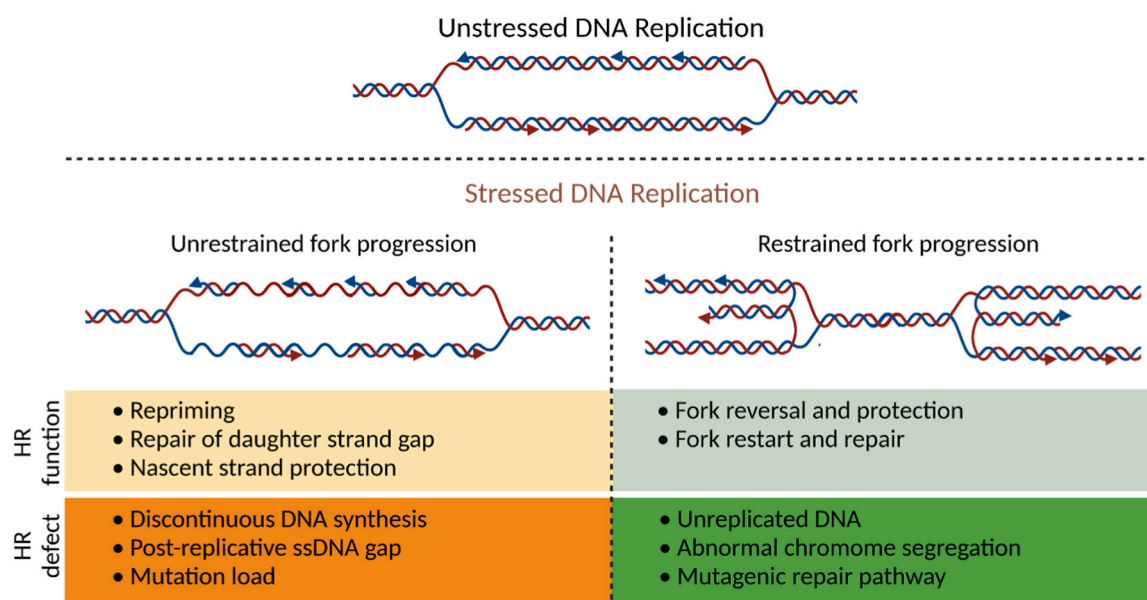 Unstressed DNA Replication
Stressed DNA Replication
Unrestrained fork progression
Restrained fork progression
HR
function
• Repriming
• Repair of daughter strand gap
• Nascent strand protection
• Fork reversal and protection
• Fork restart and repair
HR
defect
• Discontinuous DNA synthesis
• Post-replicative ssDNA gap
• Mutation load
• Unreplicated DNA
• Abnormal chromome segregation
• Mutagenic repair pathway